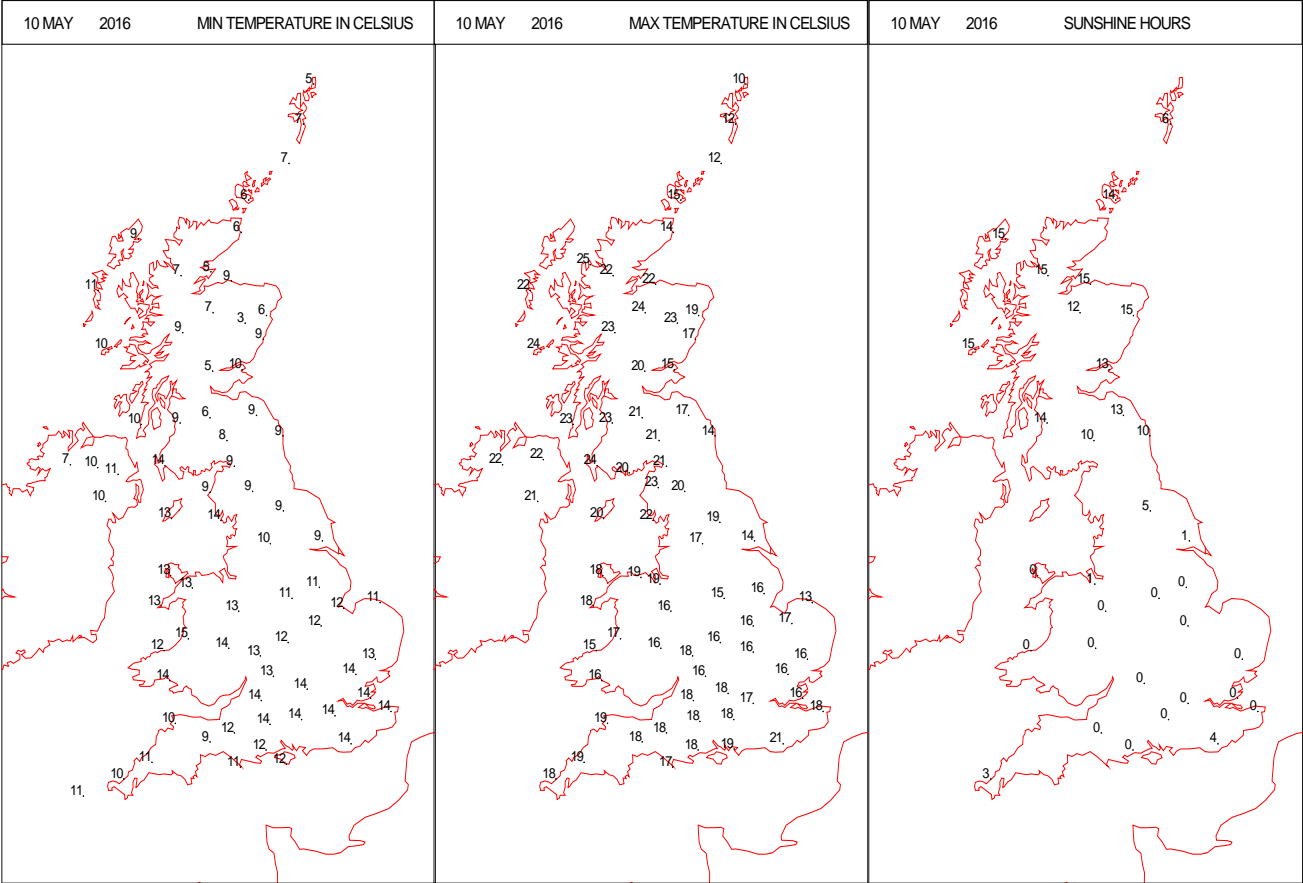 10 MAY 2016 MIN TEMPERATURE IN CELSIUS
5.
7.
7.
6.
6.
9.
7. 5. 9.
11.
7. 3. 6.
9. 9.
10.
5. 10.
6. 9.
10. 9. 9.
8.
7. 10. 11. 14. 9.
10. 9. 9.
13. 14. 9.
10. 9.
13. 13. 11.
11. 12. 11.
13. 13. 12.
15. 12. 14. 12.
13. 9.
14. 13. 14.
14. 14. 14.
14. 14. 14.
10. 12. 14.
9. 12. 14.
11. 11. 12.
10.
11.
10 MAY 2016 MAX TEMPERATURE IN CELSIUS
10.
12.
12.
15.
14.
25. 22. 22.
22.
24. 23. 19.
23. 17.
24.
20. 15.
21. 17.
23. 23. 14.
21.
22. 22. 24. 20. 21.
21. 23. 20.
20. 22. 19.
17. 14.
18. 19. 19.
15. 16. 13.
18. 16. 16. 17.
17. 16.
15. 16. 18. 16. 16.
16. 16. 16.
18. 18. 17. 16. 18.
19. 18. 18.
18. 18. 18. 19. 21.
19. 17.
18.
10 MAY 2016 SUNSHINE HOURS
6.
14.
15.
15. 15.
12. 15.
15.
13.
14. 13.
10. 10.
5.
1.
0. 1. 0. 0.
0. 0.
0. 0. 0.
0. 0. 0. 0.
0. 0.
0. 4.
3.